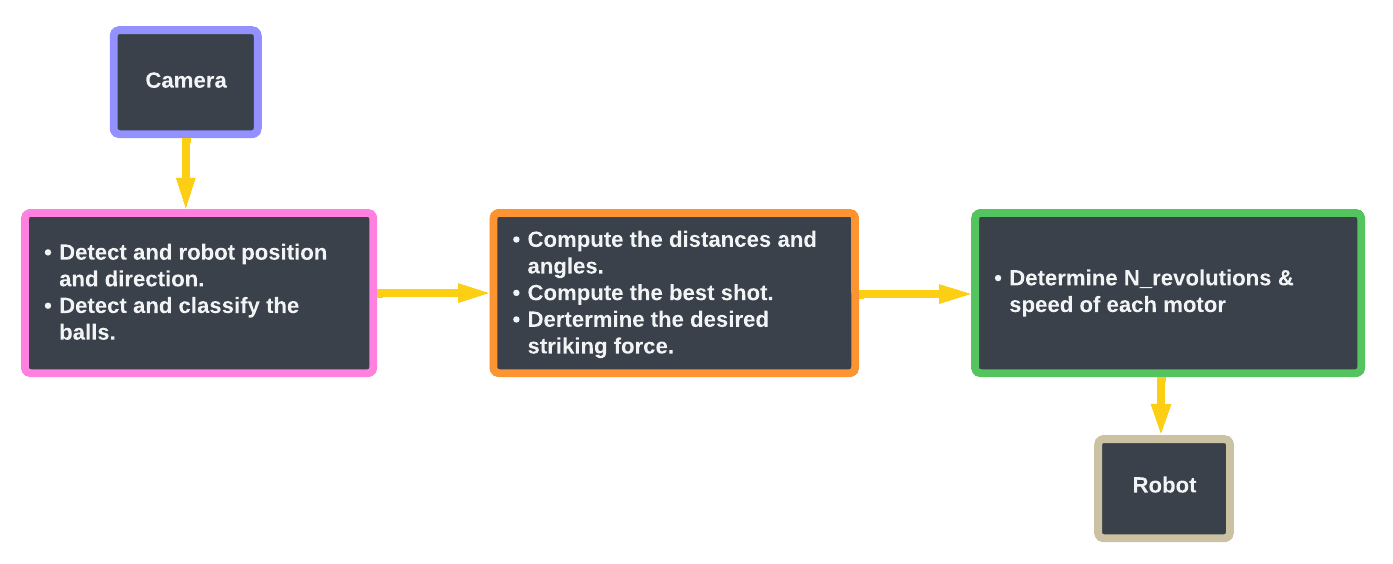 Camera
• Detect and robot position
and direction.
• Detect and classify the
balls.
• Compute the distances and
angles.
• Compute the best shot.
• Dertermine the desired
striking force.
• Determine N_revolutions &
speed of each motor
Robot